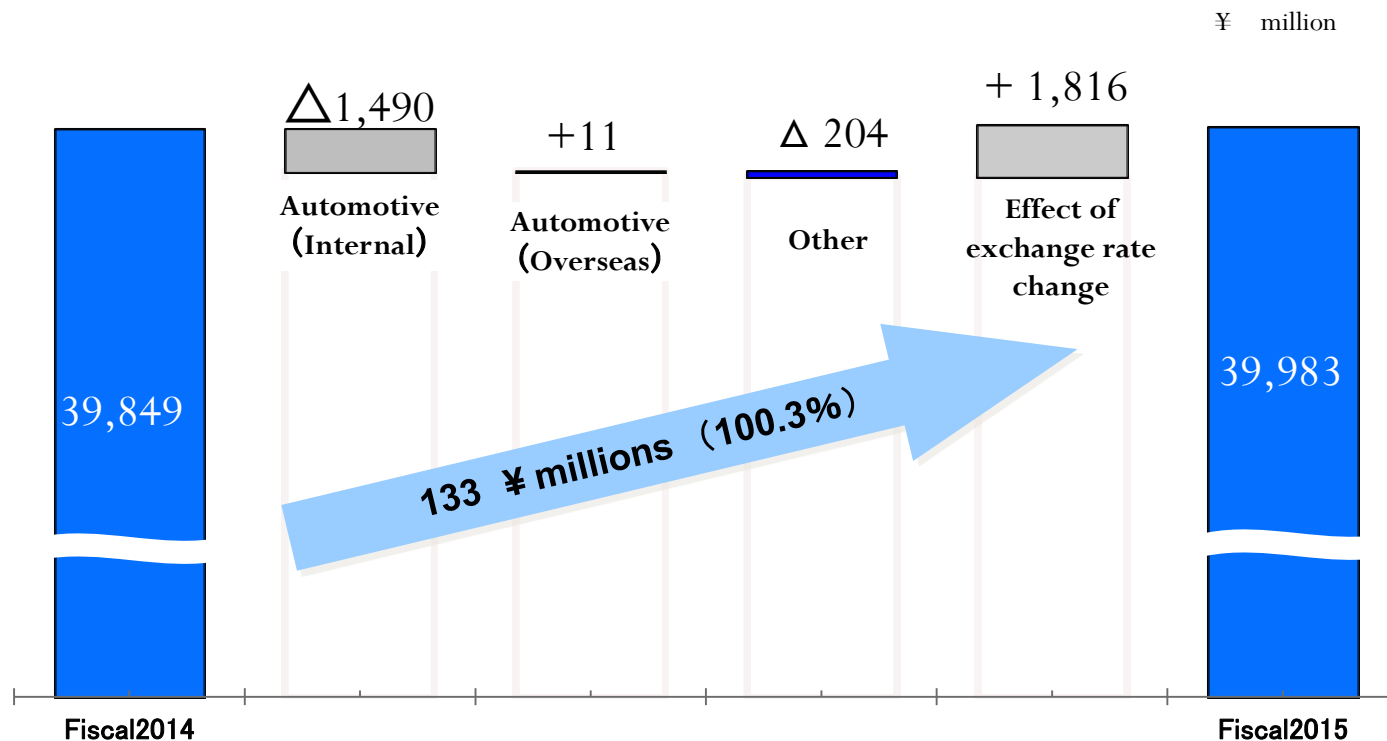 ¥ million
△1,490
+11
Δ 204
+ 1,816
Automotive
（Internal）
Automotive
（Overseas）
Other
Effect of
exchange rate
change
39,849
133 ￥millions （100.3%）
39,983
Fiscal2014
Fiscal2015